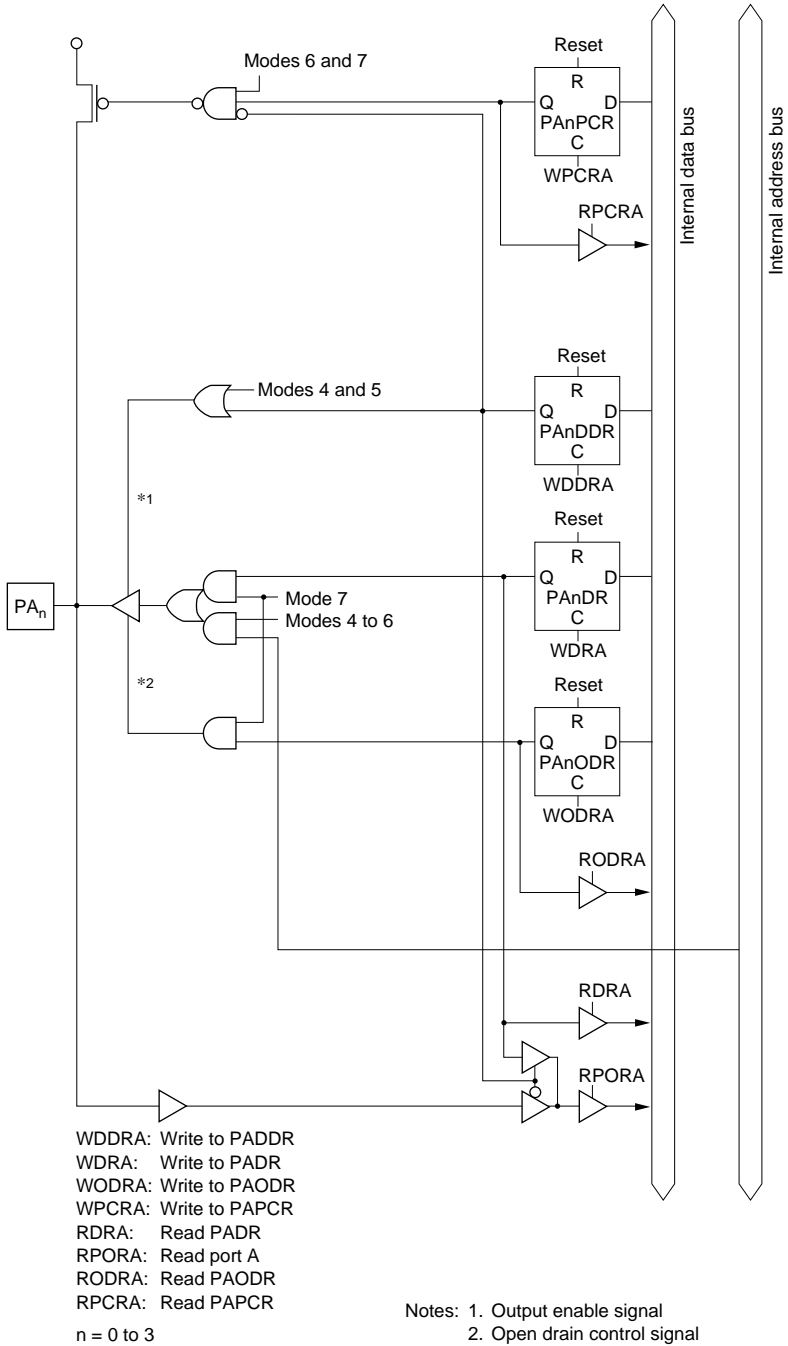 Reset
Modes 6 and 7
R
Q D
PAnPCR
C
WPCRA
RPCRA
Internal data bus
Internal address bus
Reset
R
Modes 4 and 5
Q D
PAnDDR
C
WDDRA
*1
Reset
R
Q D
PAnDR
C
WDRA
Mode 7
Modes 4 to 6
PAn
*2
Reset
R
Q D
PAnODR
C
WODRA
RODRA
RDRA
RPORA
WDDRA: Write to PADDR
WDRA: Write to PADR
WODRA: Write to PAODR
WPCRA: Write to PAPCR
RDRA: Read PADR
RPORA: Read port A
RODRA: Read PAODR
RPCRA: Read PAPCR
n = 0 to 3
Notes: 1. Output enable signal
2. Open drain control signal